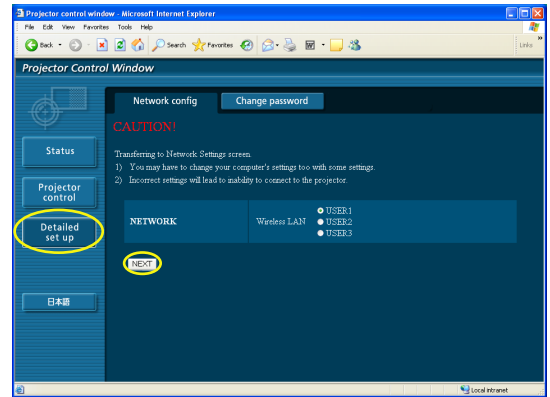 Projector control window - Microsoft Internet Explorer
File Edit View Favorites Tools Help
Back Search Favorites Links
Projector Control Window
Network config Change password
CAUTION!
Transferring to Network Settings screen.
1) You may have to change your computer's settings too with some settings.
2) Incorrect settings will lead to inability to connect to the projector.
Status
Projector
control
Detailed
set up
日本語
NETWORK Wireless LAN USER1
USER2
USER3
NEXT
Local intranet